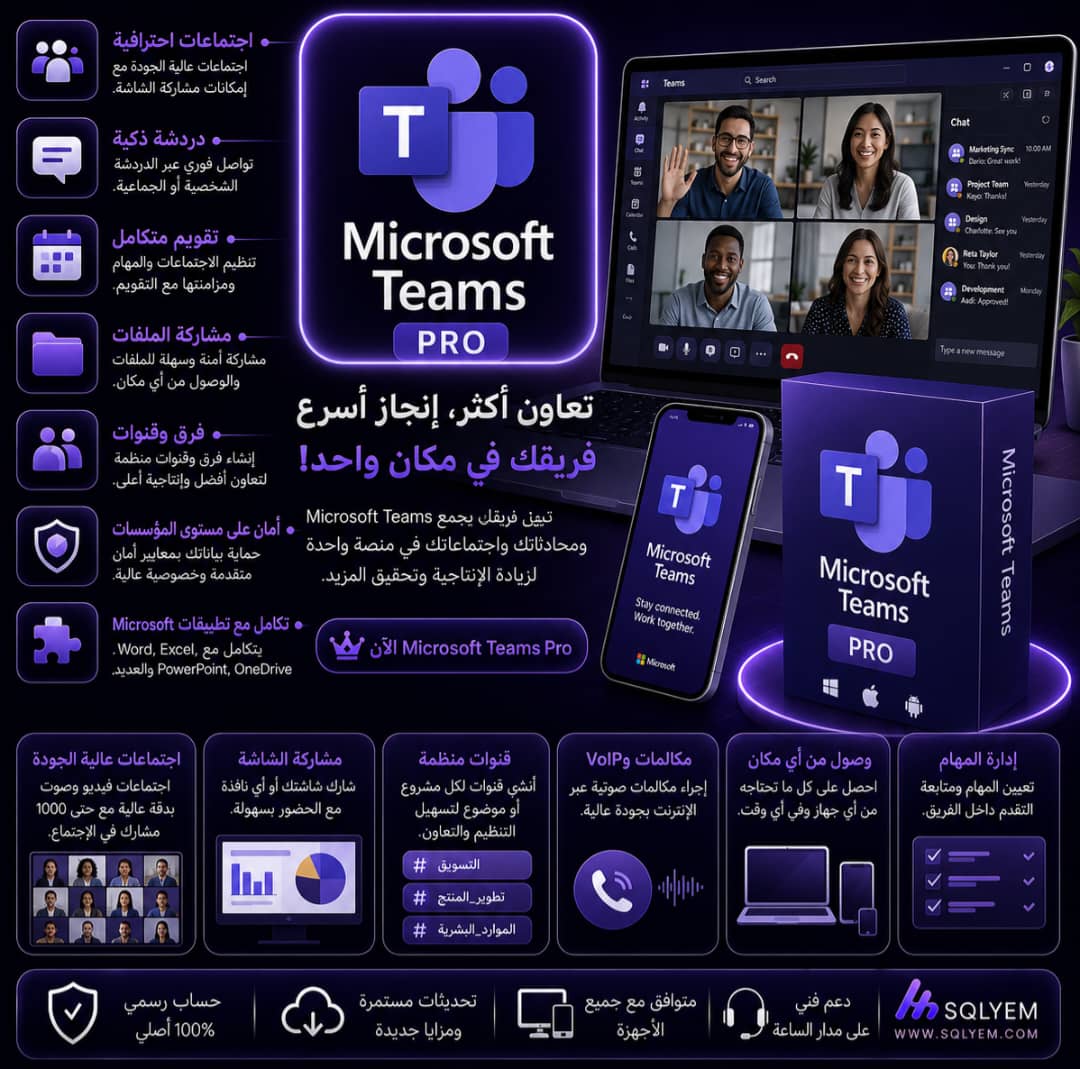 اجتماعات احترافية
اجتماعات عالية الجودة مع
إمكانات مشاركة الشاشة.
دردشة ذكية
تواصل فوري عبر الدردشة
الشخصية أو الجماعية.
تقويم متكامل
تنظيم الاجتماعات والمهام
ومزامنتها مع التقويم.
مشاركة الملفات
مشاركة أمنة وسهلة للملفات
والوصول من أي مكان.
فرق وقنوات
إنشاء فرق وقنوات منظمة
لتعاون أفضل وإنتاجية أعلى.
أمان على مستوى المؤسسات
حماية بياناتك بمعايير أمان
متقدمة وخصوصية عالية.
تكامل مع تطبيقات Microsoft
يتكامل مع Word, Excel,
PowerPoint, OneDrive والعديد.
T
Microsoft
Teams
PRO
تعاون أكثر، إنجاز أسرع
فريقك في مكان واحد!
فريقك يجمع Microsoft Teams
ومحادثاتك واجتماعاتك في منصة واحدة
لزيادة الإنتاجية وتحقيق المزيد.
Microsoft Teams Pro الآن
Teams
Search
Activity
Chat
Teams
Calendar
Calls
Files
Chat
Marketing Sync 10:00 AM
Dario: Great work!
Project Team Yesterday
Kayo: Thanks!
Design Yesterday
Charlotte: See you
Reta Taylor Yesterday
You: Thank you!
Development Monday
Aadi: Approved!
Type a new message
T
Microsoft
Teams
Stay connected.
Work together.
Microsoft
T
Microsoft
Teams
PRO
Microsoft Teams
اجتماعات عالية الجودة
اجتماعات فيديو وصوت
بدقة عالية مع حتى 1000
مشارك في الإجتماع.
مشاركة الشاشة
شارك شاشتك أو أي نافذة
مع الحضور بسهولة.
قنوات منظمة
أنشئ قنوات لكل مشروع
أو موضوع لتسهيل
التنظيم والتعاون.
# التسويق
# تطوير_المنتج
# الموارد_البشرية
مكالمات وVoIP
إجراء مكالمات صوتية عبر
الإنترنت بجودة عالية.
وصول من أي مكان
احصل على كل ما تحتاجه
من أي جهاز وفي أي وقت.
إدارة المهام
تعيين المهام ومتابعة
التقدم داخل الفريق.
حساب رسمي
100% أصلي
تحديثات مستمرة
ومزايا جديدة
متوافق مع جميع
الأجهزة
دعم فني
على مدار الساعة
SQLYEM
WWW.SQLYEM.COM